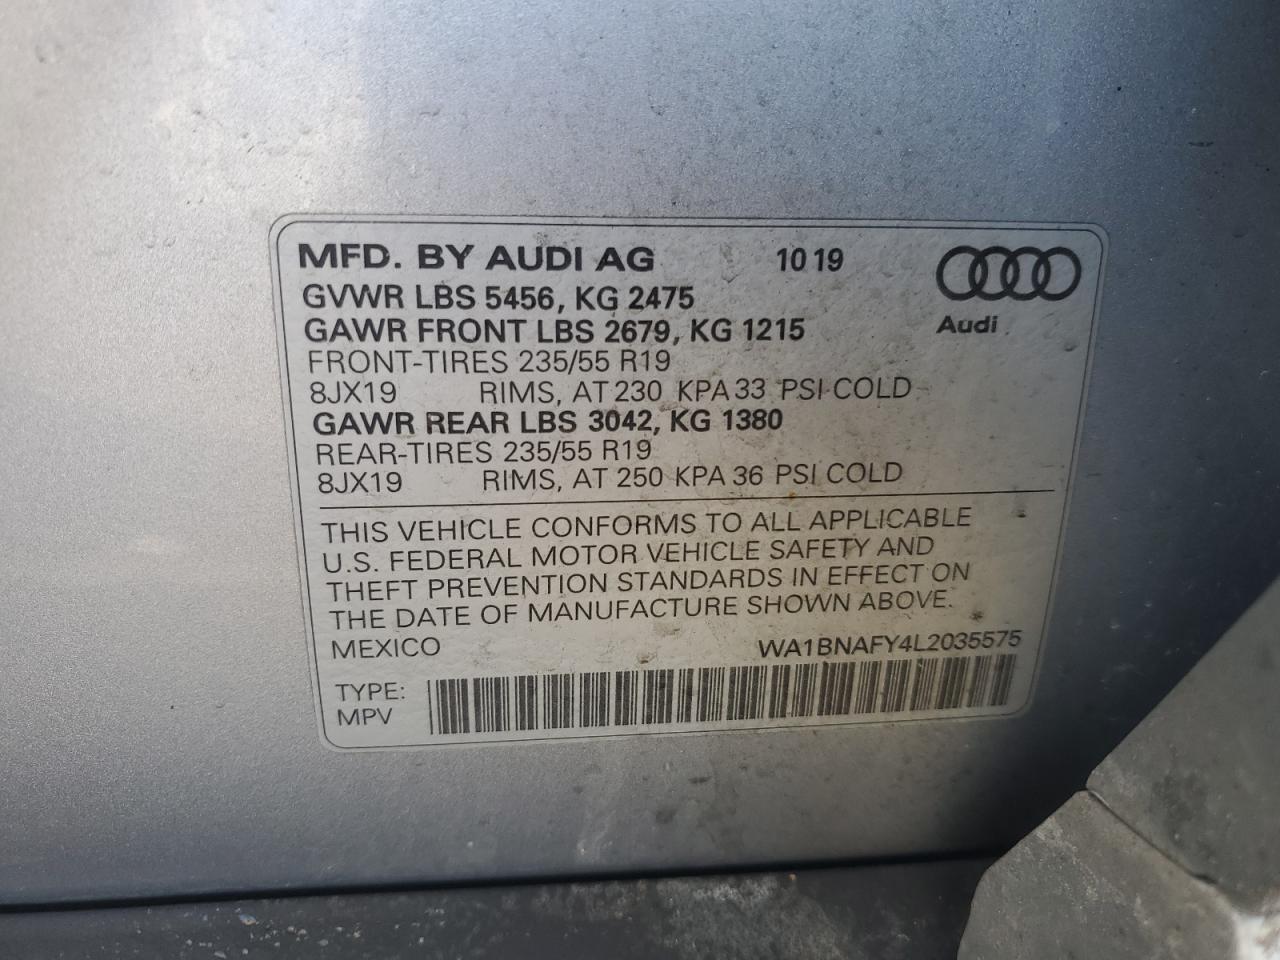 MFD. BY AUDI AG 10 19
GVWR LBS 5456, KG 2475
GAWR FRONT LBS 2679, KG 1215
Audi
FRONT-TIRES 235/55 R19
8JX19 RIMS, AT 230 KPA 33 PSI COLD
GAWR REAR LBS 3042, KG 1380
REAR-TIRES 235/55 R19
8JX19 RIMS, AT 250 KPA 36 PSI COLD
THIS VEHICLE CONFORMS TO ALL APPLICABLE
U.S. FEDERAL MOTOR VEHICLE SAFETY AND
THEFT PREVENTION STANDARDS IN EFFECT ON
THE DATE OF MANUFACTURE SHOWN ABOVE.
MEXICO WA1BNAFY4L2035575
TYPE:
MPV